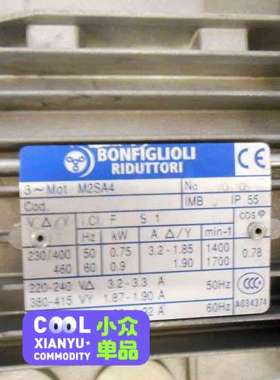 BONFIGLIOLI
RIDUTTORI
CE
3~Mot M2SA4 No
Cod. IMB IP 55
V Δ/Y I.Cl. F S 1 cosφ
Hz kW A Δ/Y min-1
230/400 50 0.75 3.2-1.85 1400 0.78
460 60 0.9 1.90 1700
220-240 VΔ 3.2-3.3 A 50Hz
380-415 VY 1.87-1.90 A
A 60Hz
CCC
A034374
COOL 小众
XIANYU 单品
COMMODITY